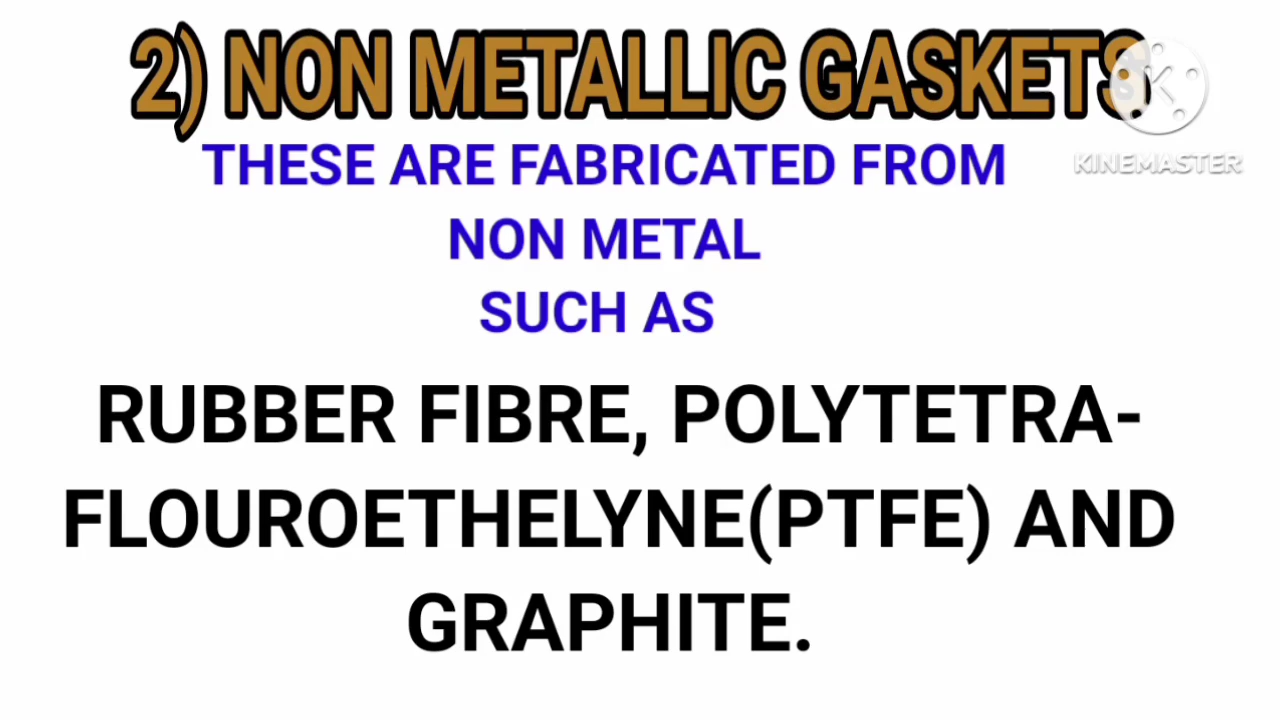 2) NON METALLIC GASKETS
KINEMASTER
THESE ARE FABRICATED FROM
NON METAL
SUCH AS
RUBBER FIBRE, POLYTETRA-
FLOUROETHELYNE(PTFE) AND
GRAPHITE.